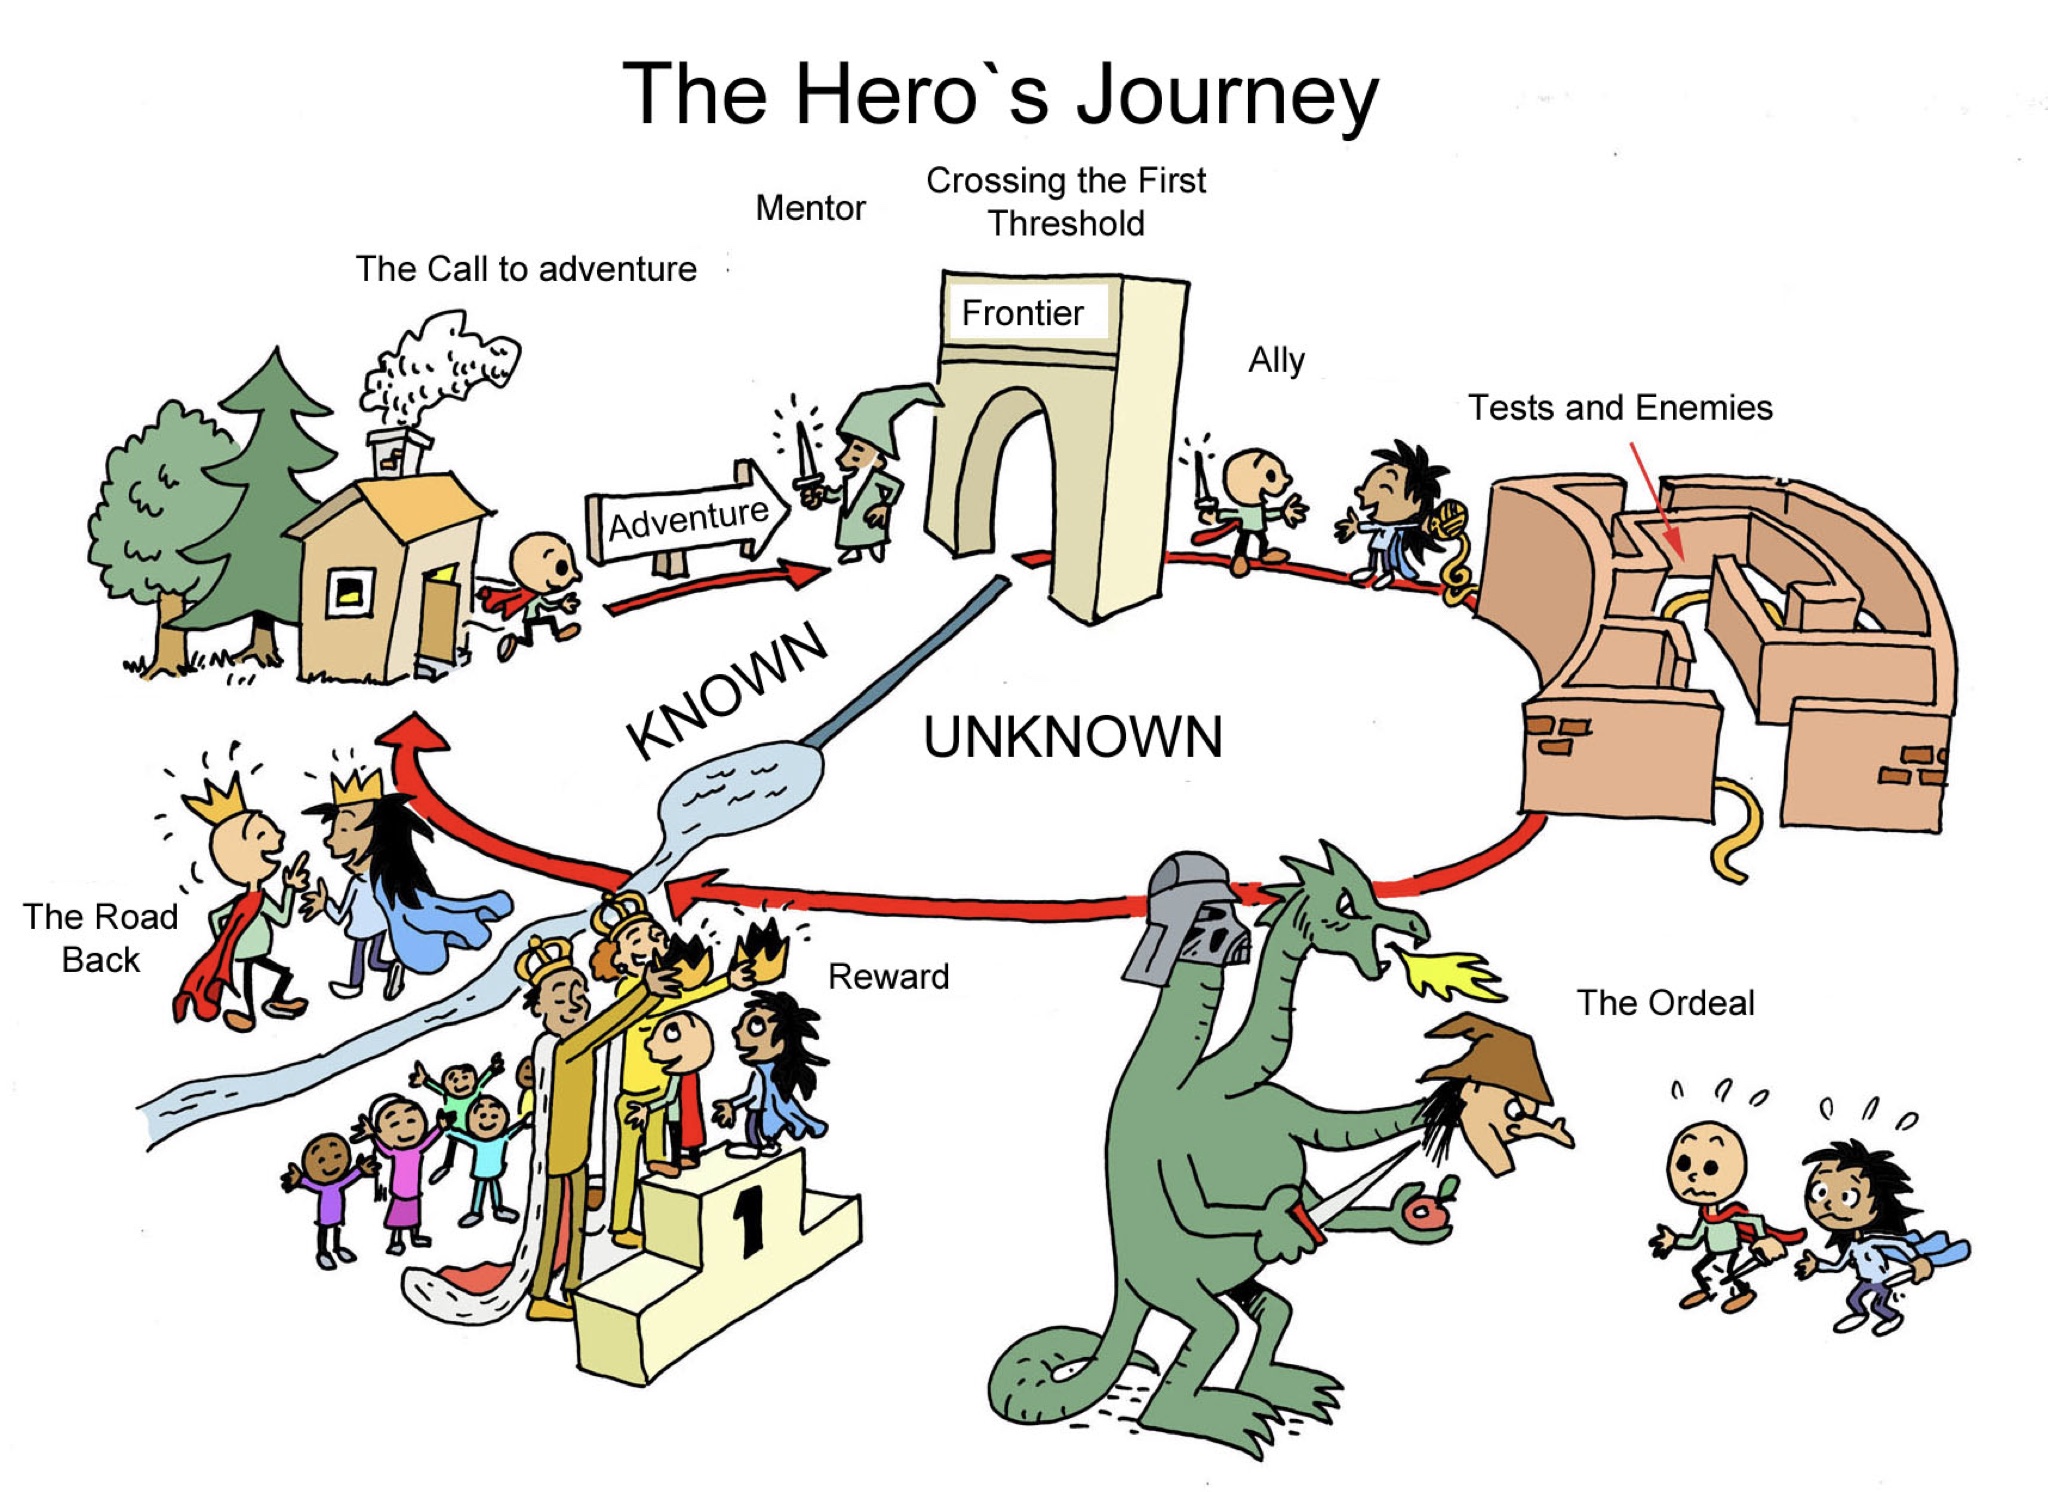 The Hero`s Journey
Crossing the First
Threshold
Mentor
The Call to adventure
Frontier
Ally
Tests and Enemies
Adventure
KNOWN
UNKNOWN
The Road
Back
Reward
The Ordeal
1